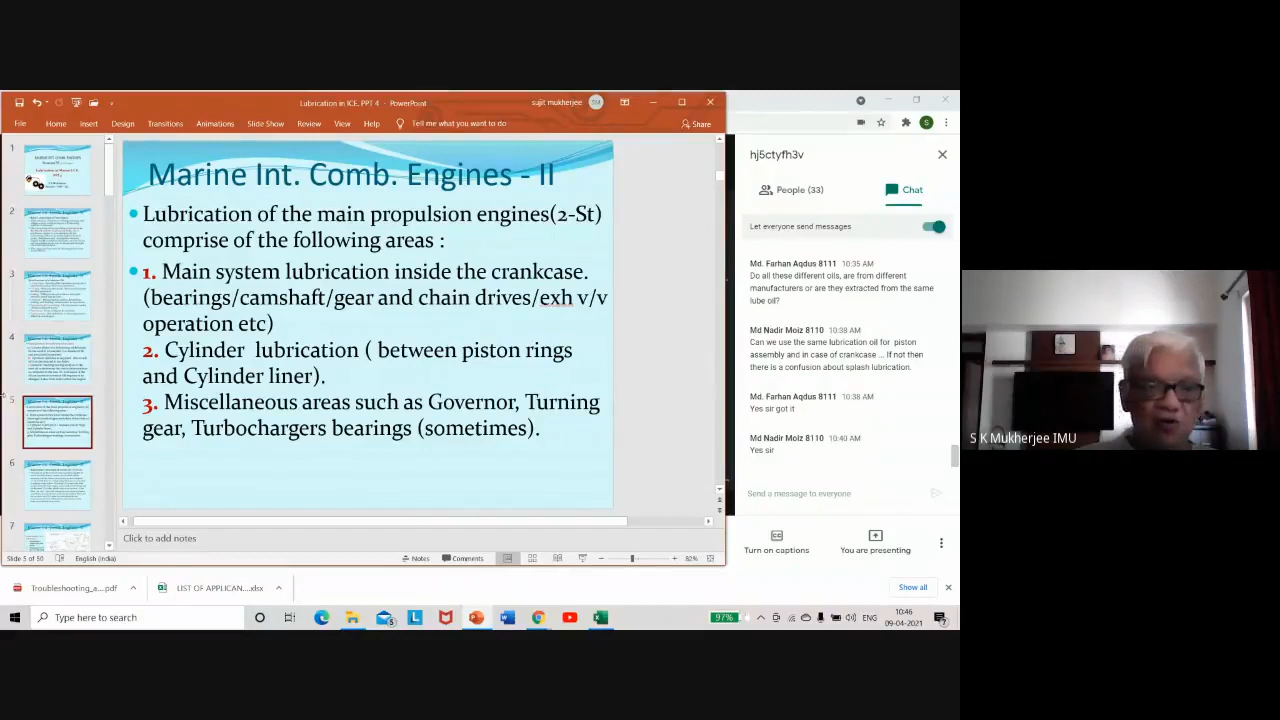 Lubrication in ICE, PPT 4 - PowerPoint
sujit mukherjee
File Home Insert Design Transitions Animations Slide Show Review View Help Tell me what you want to do Share
1
2
3
4
5
6
7
Marine Int. Comb. Engines - II
Lubrication of the main propulsion engines(2-St)
comprise of the following areas :
1. Main system lubrication inside the crankcase.
(bearings/camshaft/gear and chain drives/exh v/v
operation etc)
2. Cylinder lubrication ( between piston rings
and Cylinder liner).
3. Miscellaneous areas such as Governor, Turning
gear, Turbochargers bearings (sometimes).
Click to add notes
Slide 5 of 50 English (India) Notes Comments 82%
hj5ctyfh3v
People (33) Chat
Let everyone send messages
Md. Farhan Aqdus 8111 10:35 AM
Do all these different oils, are from different
manufacturers or are they extracted from the same
lube oil?
Md Nadir Moiz 8110 10:38 AM
Can we use the same lubrication oil for piston
assembly and in case of crankcase ... If not then
there is a confusion about splash lubrication.
Md. Farhan Aqdus 8111 10:38 AM
Yes sir got it
Md Nadir Moiz 8110 10:40 AM
Yes sir
Send a message to everyone
Turn on captions You are presenting
S K Mukherjee IMU
Troubleshooting_a....pdf LIST OF APPLICAN....xlsx Show all
Type here to search 97% ENG 10:46
09-04-2021